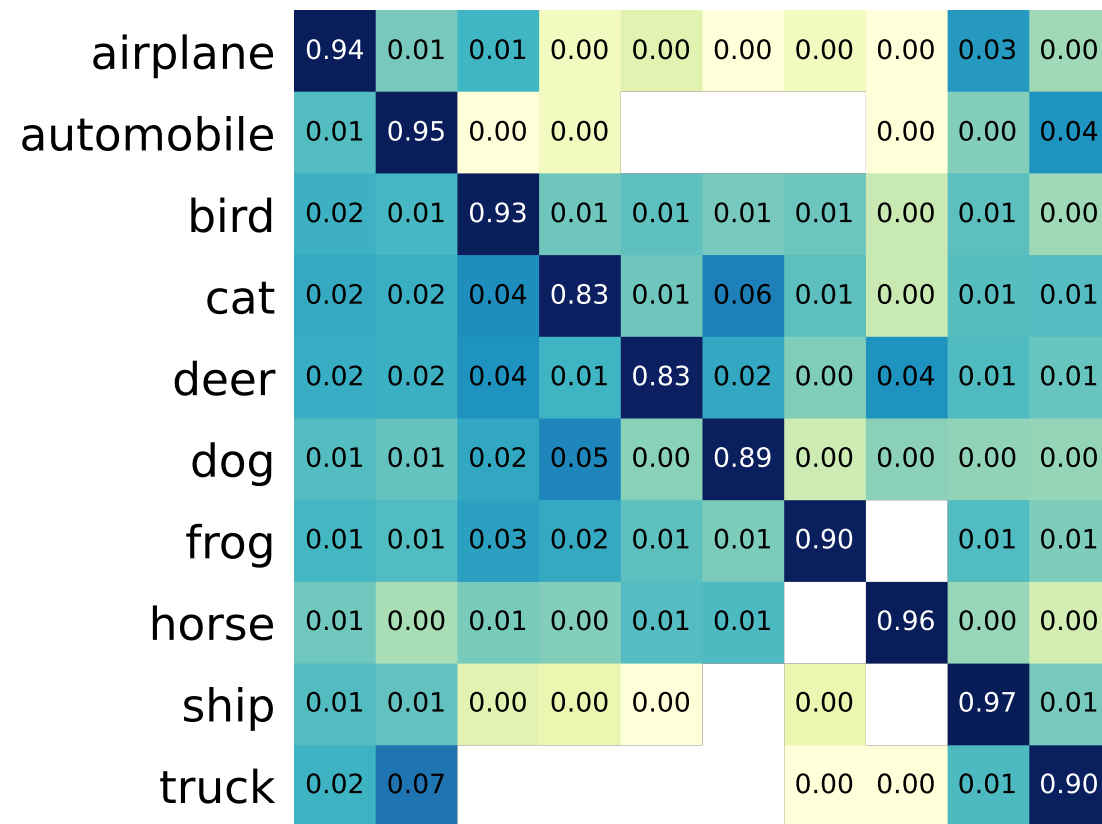 airplane 0.94 0.01 0.01 0.00 0.00 0.00 0.00 0.00 0.03 0.00
automobile 0.01 0.95 0.00 0.00 0.00 0.00 0.04
bird 0.02 0.01 0.93 0.01 0.01 0.01 0.01 0.00 0.01 0.00
cat 0.02 0.02 0.04 0.83 0.01 0.06 0.01 0.00 0.01 0.01
deer 0.02 0.02 0.04 0.01 0.83 0.02 0.00 0.04 0.01 0.01
dog 0.01 0.01 0.02 0.05 0.00 0.89 0.00 0.00 0.00 0.00
frog 0.01 0.01 0.03 0.02 0.01 0.01 0.90 0.01 0.01
horse 0.01 0.00 0.01 0.00 0.01 0.01 0.96 0.00 0.00
ship 0.01 0.01 0.00 0.00 0.00 0.00 0.97 0.01
truck 0.02 0.07 0.00 0.00 0.01 0.90